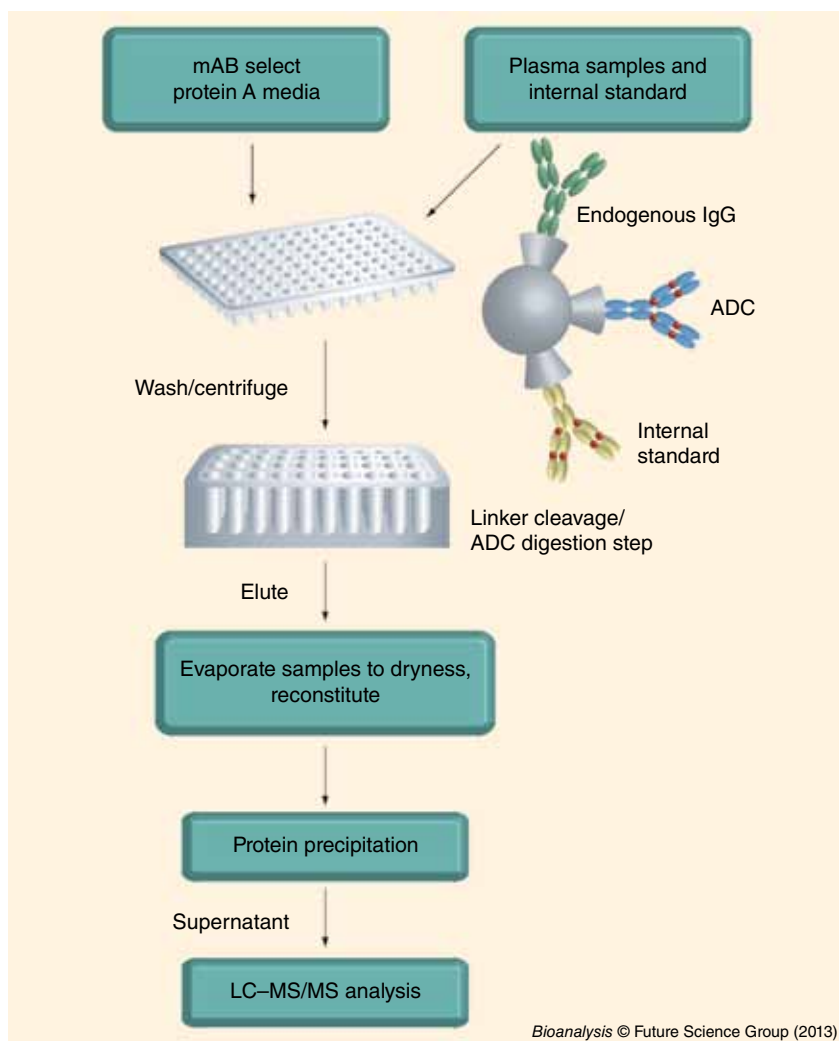 mAB select
protein A media
Plasma samples and
internal standard
Endogenous IgG
ADC
Wash/centrifuge
Internal
standard
Linker cleavage/
ADC digestion step
Elute
Evaporate samples to dryness,
reconstitute
Protein precipitation
Supernatant
LC–MS/MS analysis
Bioanalysis © Future Science Group (2013)